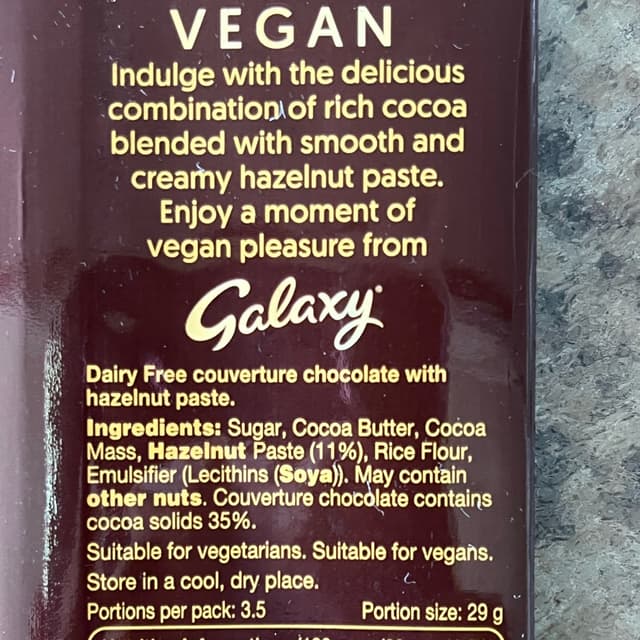 VEGAN
Indulge with the delicious
combination of rich cocoa
blended with smooth and
creamy hazelnut paste.
Enjoy a moment of
vegan pleasure from
Galaxy
Dairy Free couverture chocolate with
hazelnut paste.
Ingredients: Sugar, Cocoa Butter, Cocoa
Mass, Hazelnut Paste (11%), Rice Flour,
Emulsifier (Lecithins (Soya)). May contain
other nuts. Couverture chocolate contains
cocoa solids 35%.
Suitable for vegetarians. Suitable for vegans.
Store in a cool, dry place.
Portions per pack: 3.5 Portion size: 29 g